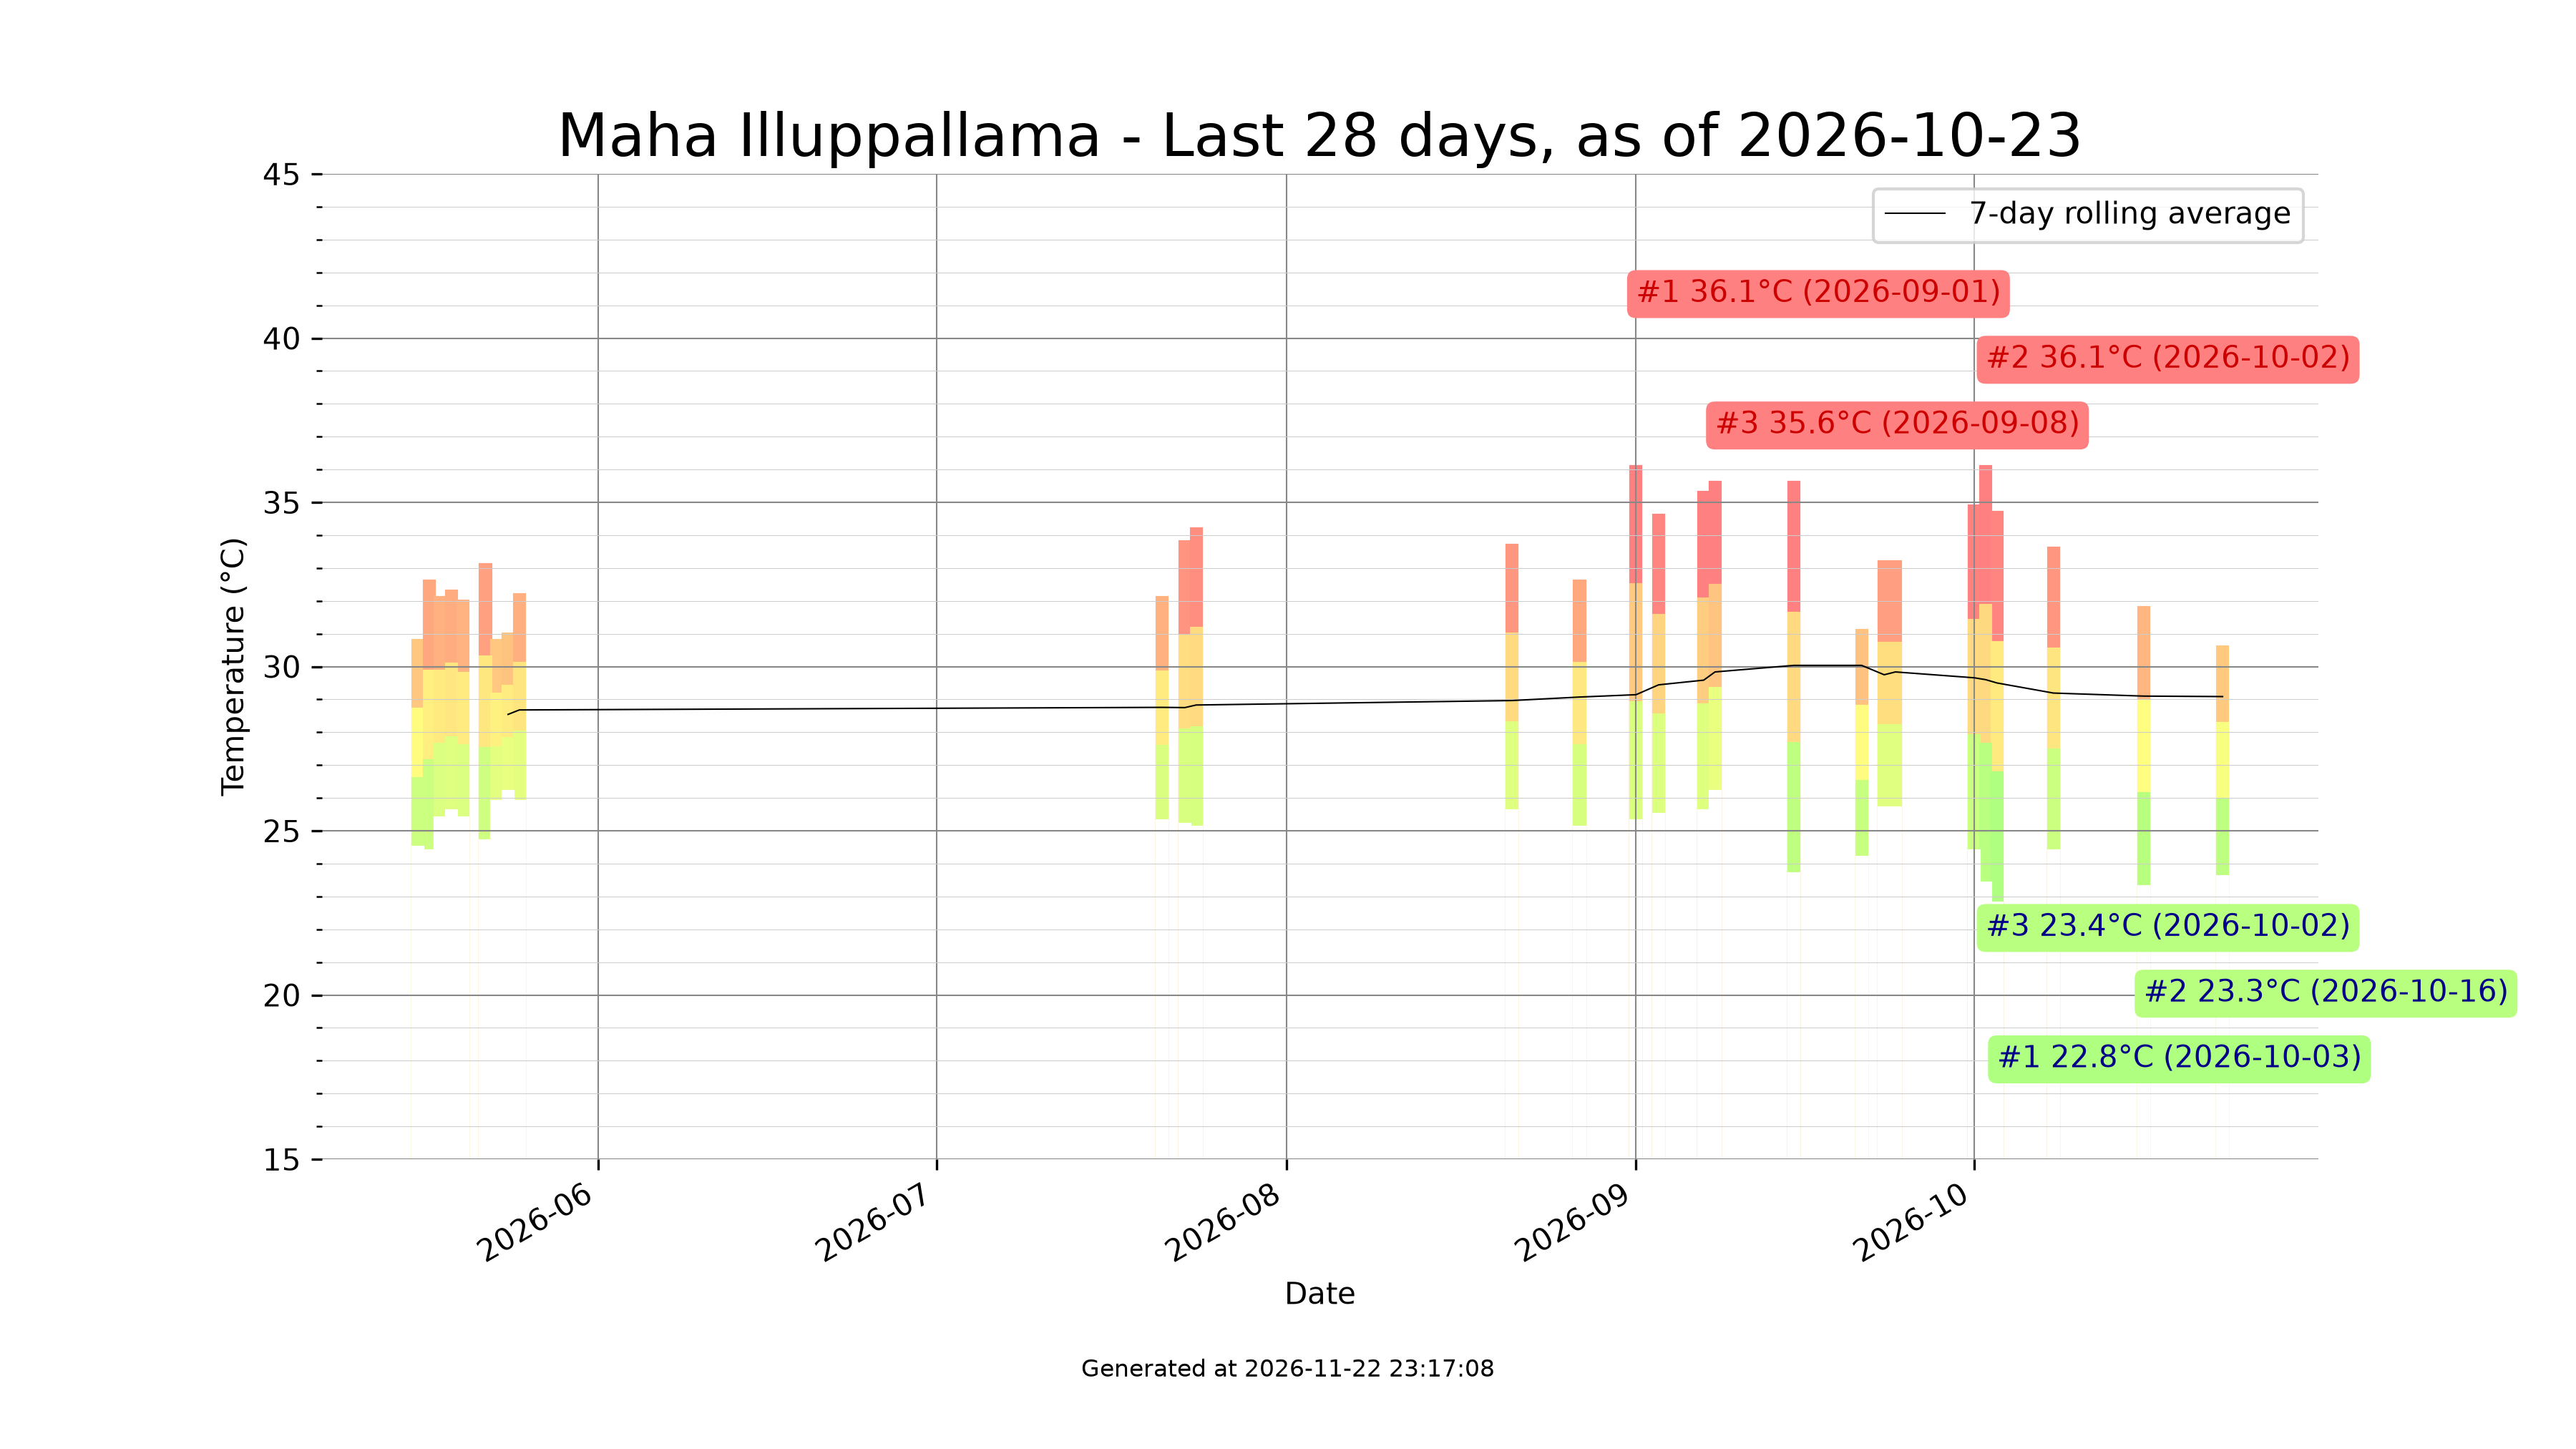 Maha Illuppallama - Last 28 days, as of 2026-10-23
45
40
35
30
25
20
15
Temperature (°C)
7-day rolling average
#1 36.1°C (2026-09-01)
#2 36.1°C (2026-10-02)
#3 35.6°C (2026-09-08)
#3 23.4°C (2026-10-02)
#2 23.3°C (2026-10-16)
#1 22.8°C (2026-10-03)
2026-06
2026-07
2026-08
2026-09
2026-10
Date
Generated at 2026-11-22 23:17:08